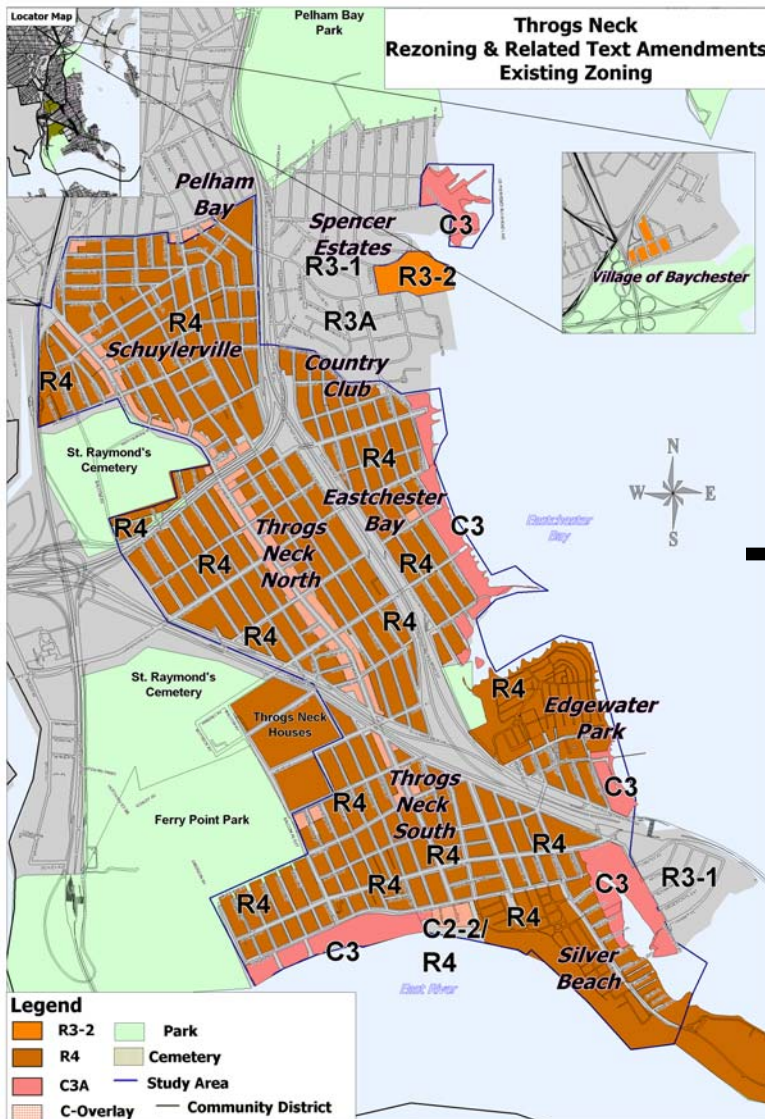 Locator Map
Pelham Bay
Park
Throgs Neck
Rezoning & Related Text Amendments
Existing Zoning
Pelham
Bay
Spencer
Estates
C3
R3-1
R3-2
Village of Baychester
R3A
R4
Schuylerville
Country
Club
R4
St. Raymond's
Cemetery
R4
Eastchester
Bay
R4
Throgs
Neck
North
C3
Eastchester
Bay
N
W
E
S
R4
R4
R4
R4
St. Raymond's
Cemetery
R4
Edgewater
Park
Throgs Neck
Houses
Throgs
Neck
South
C3
Ferry Point Park
R4
R4
R4
R3-1
C3
R4
R4
R4
C2-2/
R4
C3
Silver
Beach
East River
Legend
R3-2
Park
R4
Cemetery
C3A
Study Area
C-Overlay
Community District